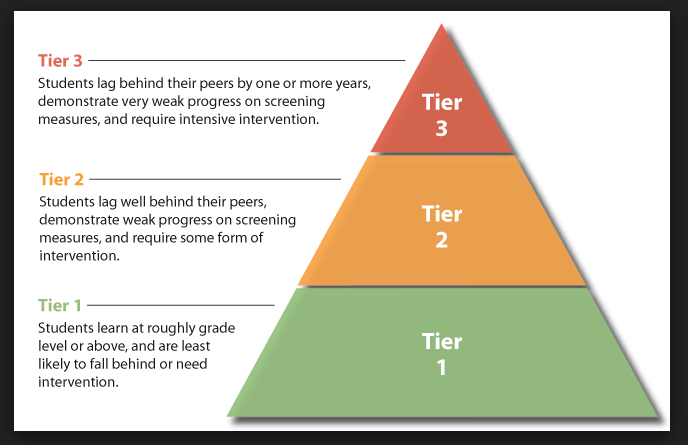 Tier 3
Students lag behind their peers by one or more years,
demonstrate very weak progress on screening
measures, and require intensive intervention.
Tier
3
Tier 2
Students lag well behind their peers,
demonstrate weak progress on screening
measures, and require some form of
intervention.
Tier
2
Tier 1
Students learn at roughly grade
level or above, and are least
likely to fall behind or need
intervention.
Tier
1